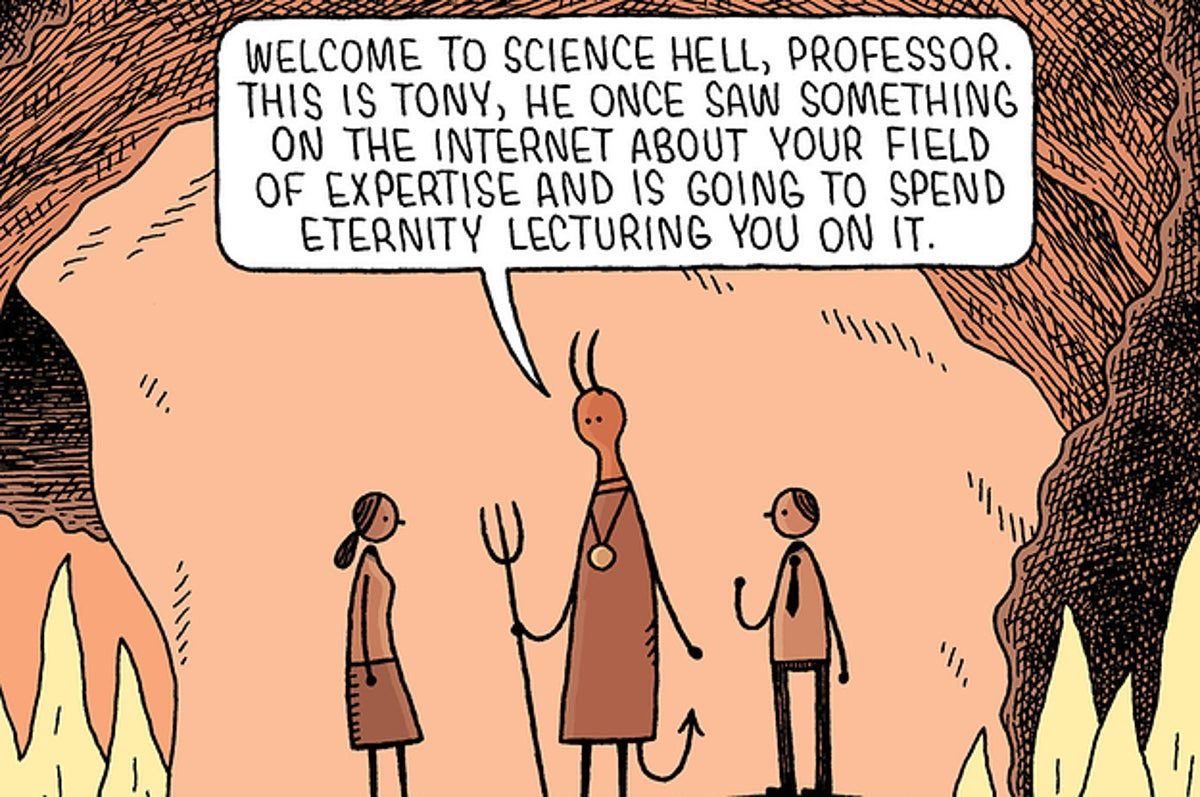 WELCOME TO SCIENCE HELL, PROFESSOR.
THIS IS TONY, HE ONCE SAW SOMETHING
ON THE INTERNET ABOUT YOUR FIELD
OF EXPERTISE AND IS GOING TO SPEND
ETERNITY LECTURING YOU ON IT.